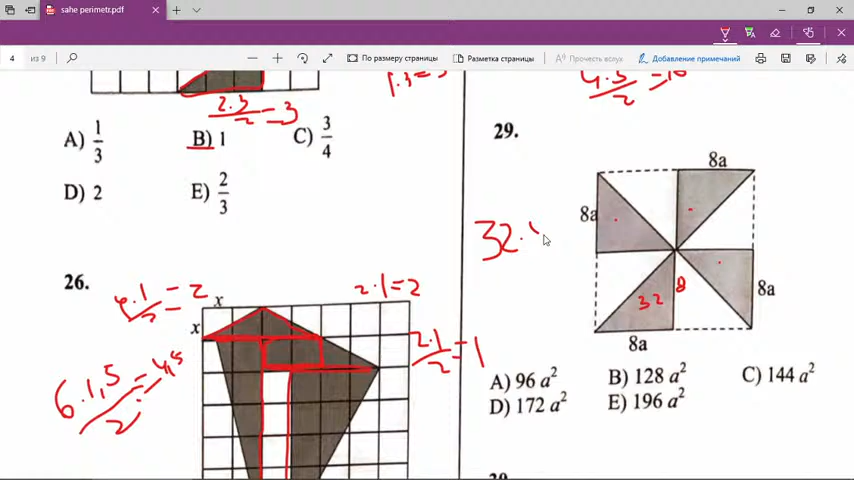 sahe perimetr.pdf
4 из 9
По размеру страницы
Разметка страницы
Прочесть вслух
Добавление примечаний
2·3/2=3
A) 1/3 B) 1 C) 3/4
D) 2 E) 2/3
26.
4·1/2=2
x
x
2·1=2
2·1/2=1
6·1,5/2=4,5
29.
8a
8a
32·
8
32
8a
8a
A) 96 a² B) 128 a² C) 144 a²
D) 172 a² E) 196 a²